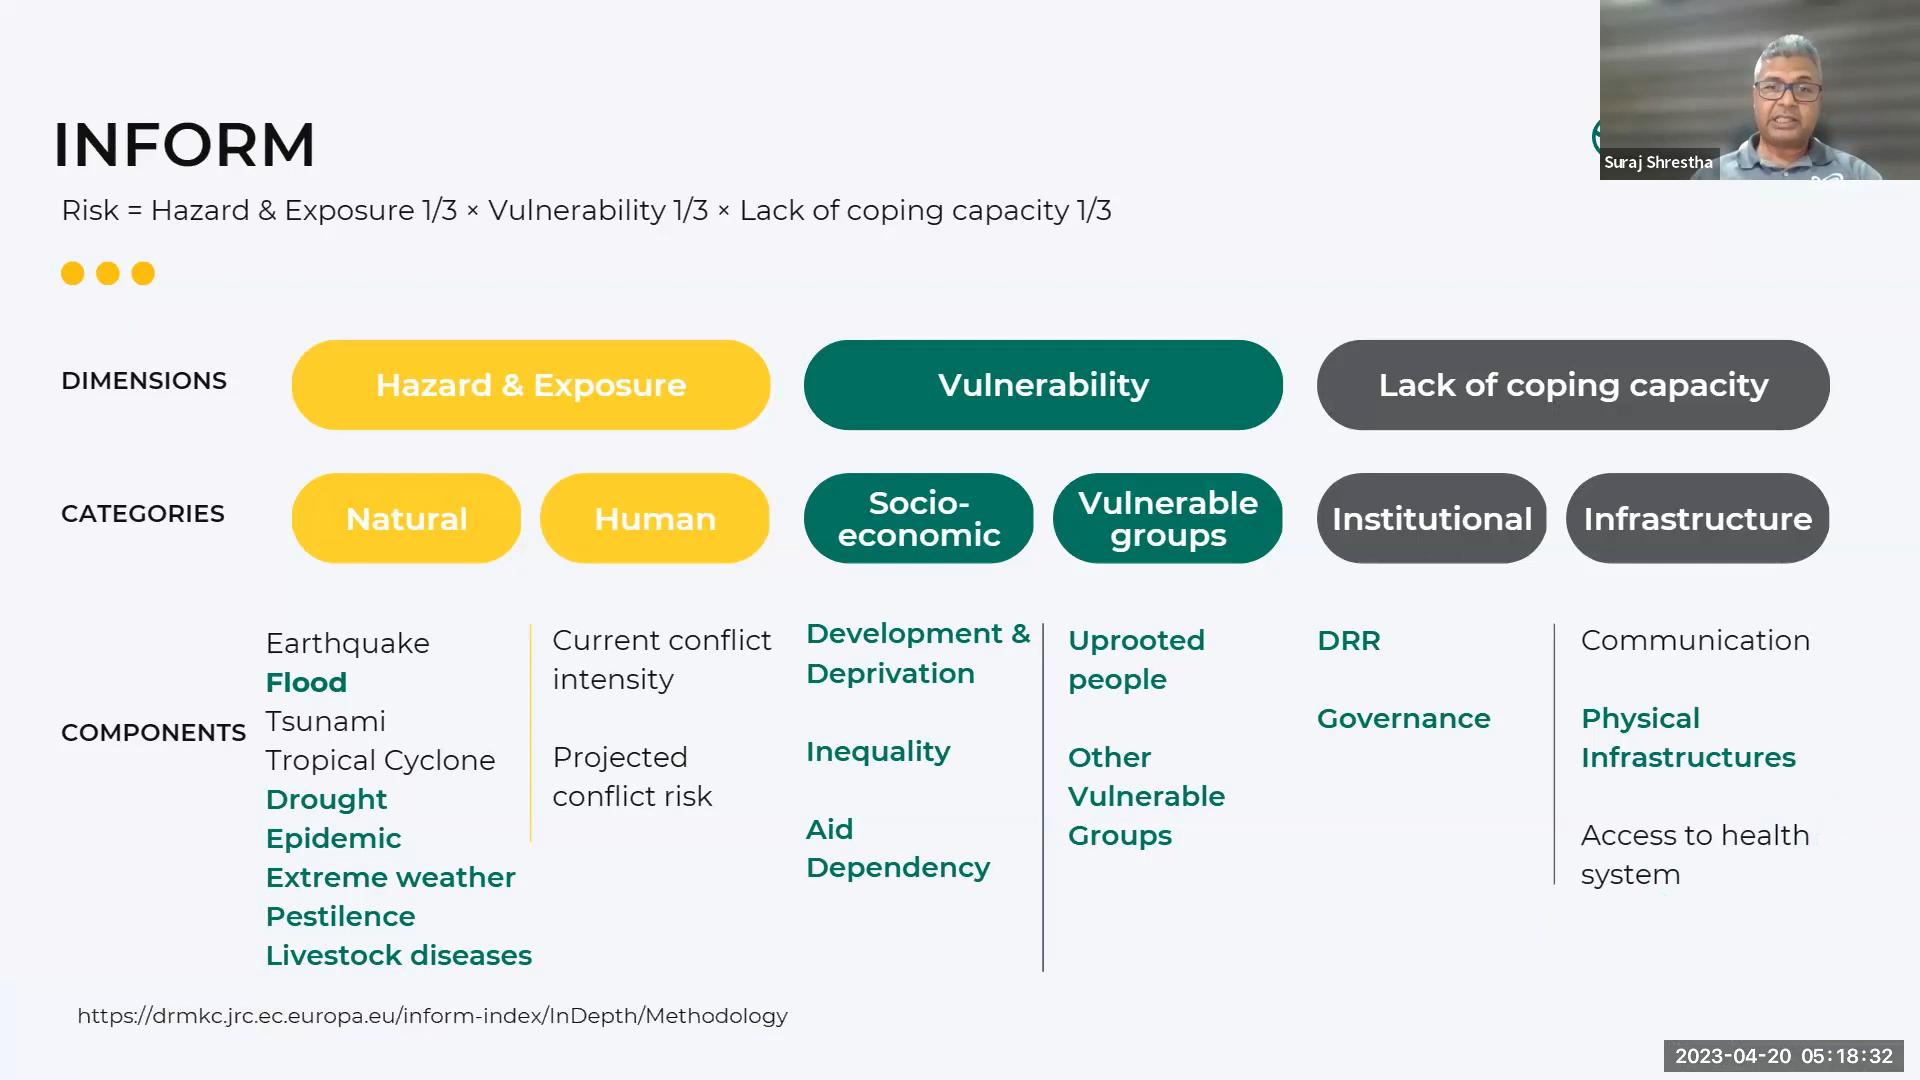 INFORM
Risk = Hazard & Exposure 1/3 × Vulnerability 1/3 × Lack of coping capacity 1/3
Suraj Shrestha
DIMENSIONS
Hazard & Exposure
Vulnerability
Lack of coping capacity
CATEGORIES
Natural
Human
Socio-
economic
Vulnerable
groups
Institutional
Infrastructure
COMPONENTS
Earthquake
Flood
Tsunami
Tropical Cyclone
Drought
Epidemic
Extreme weather
Pestilence
Livestock diseases
Current conflict
intensity
Projected
conflict risk
Development &
Deprivation
Inequality
Aid
Dependency
Uprooted
people
Other
Vulnerable
Groups
DRR
Governance
Communication
Physical
Infrastructures
Access to health
system
https://drmkc.jrc.ec.europa.eu/inform-index/InDepth/Methodology
2023-04-20 05:18:32